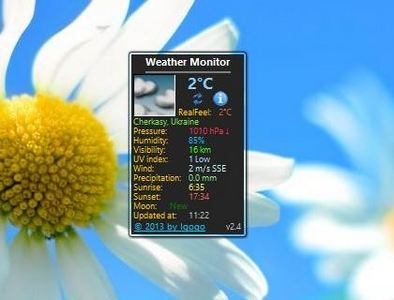 Weather Monitor
2°C
RealFeel: 2°C
Cherkasy, Ukraine
Pressure: 1010 hPa ↓
Humidity: 85%
Visibility: 16 km
UV index: 1 Low
Wind: 2 m/s SSE
Precipitation: 0.0 mm
Sunrise: 6:35
Sunset: 17:34
Moon: New
Updated at: 11:22
© 2013 by Igogo v2.4